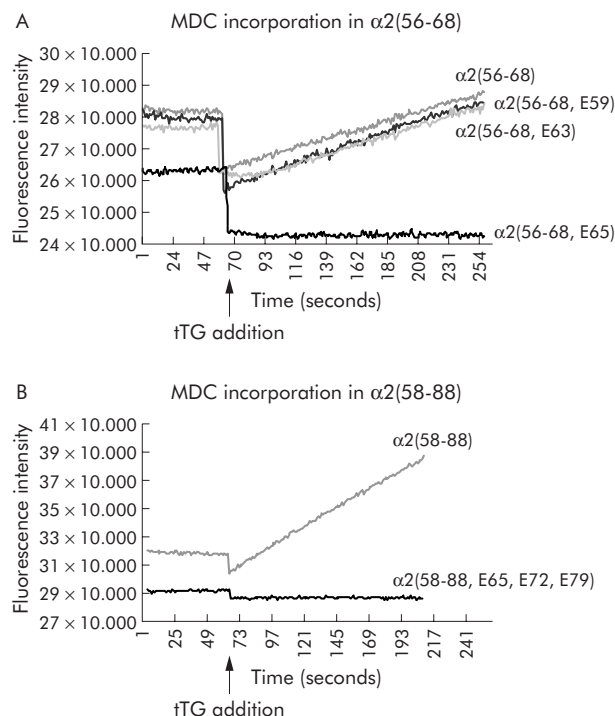 A
MDC incorporation in α2(56-68)
Fluorescence intensity
30 × 10.000
28 × 10.000
27 × 10.000
26 × 10.000
25 × 10.000
24 × 10.000
α2(56-68)
α2(56-68, E59)
α2(56-68, E63)
α2(56-68, E65)
1 24 47 70 93 116 139 162 185 208 231 254
Time (seconds)
tTG addition
B
MDC incorporation in α2(58-88)
Fluorescence intensity
41 × 10.000
39 × 10.000
37 × 10.000
35 × 10.000
33 × 10.000
31 × 10.000
29 × 10.000
27 × 10.000
α2(58-88)
α2(58-88, E65, E72, E79)
1 25 49 73 97 121 145 169 193 217 241
Time (seconds)
tTG addition